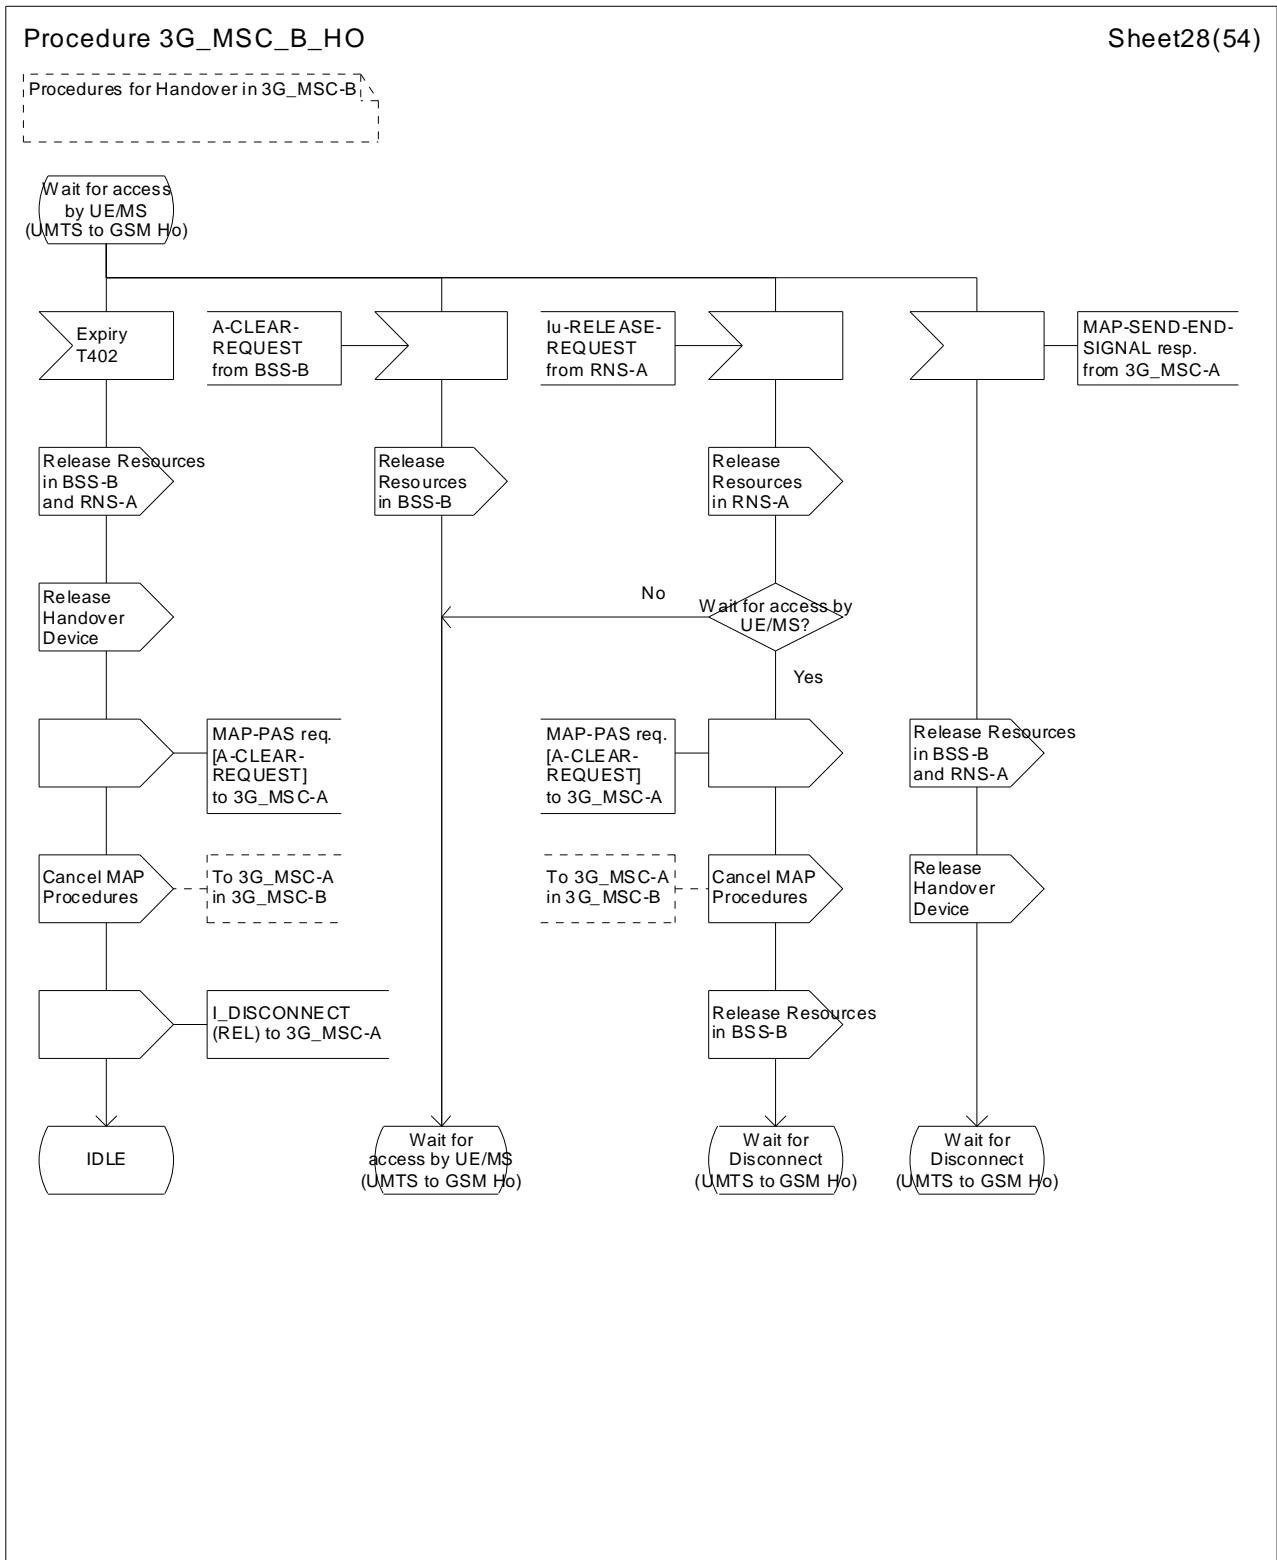 Procedure 3G_MSC_B_HO
Sheet28(54)
Procedures for Handover in 3G_MSC-B
Wait for access
by UE/MS
(UMTS to GSM Ho)
Expiry
T402
A-CLEAR-
REQUEST
from BSS-B
Iu-RELEASE-
REQUEST
from RNS-A
MAP-SEND-END-
SIGNAL resp.
from 3G_MSC-A
Release Resources
in BSS-B
and RNS-A
Release
Resources
in BSS-B
Release
Resources
in RNS-A
Release
Handover
Device
No
Wait for access by
UE/MS?
Yes
MAP-PAS req.
[A-CLEAR-
REQUEST]
to 3G_MSC-A
MAP-PAS req.
[A-CLEAR-
REQUEST]
to 3G_MSC-A
Release Resources
in BSS-B
and RNS-A
Cancel MAP
Procedures
To 3G_MSC-A
in 3G_MSC-B
To 3G_MSC-A
in 3G_MSC-B
Cancel MAP
Procedures
Release
Handover
Device
I_DISCONNECT
(REL) to 3G_MSC-A
Release Resources
in BSS-B
IDLE
Wait for
access by UE/MS
(UMTS to GSM Ho)
Wait for
Disconnect
(UMTS to GSM Ho)
Wait for
Disconnect
(UMTS to GSM Ho)